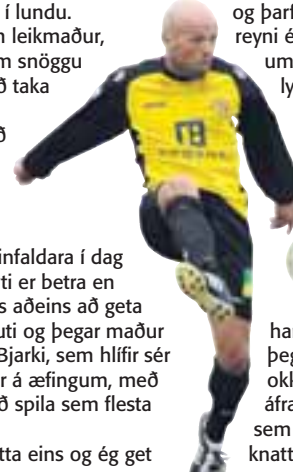 í lundu.
leikmaður,
snöggu
taka
infaldara í dag
ti er betra en
s aðeins að geta
uti og þegar maður
Bjarki, sem hlífir sér
r á æfingum, með
ð spila sem flesta
tta eins og ég get
og þarf
reyni é
um
ly
har
þeg
okk
áfra
sem
knatt